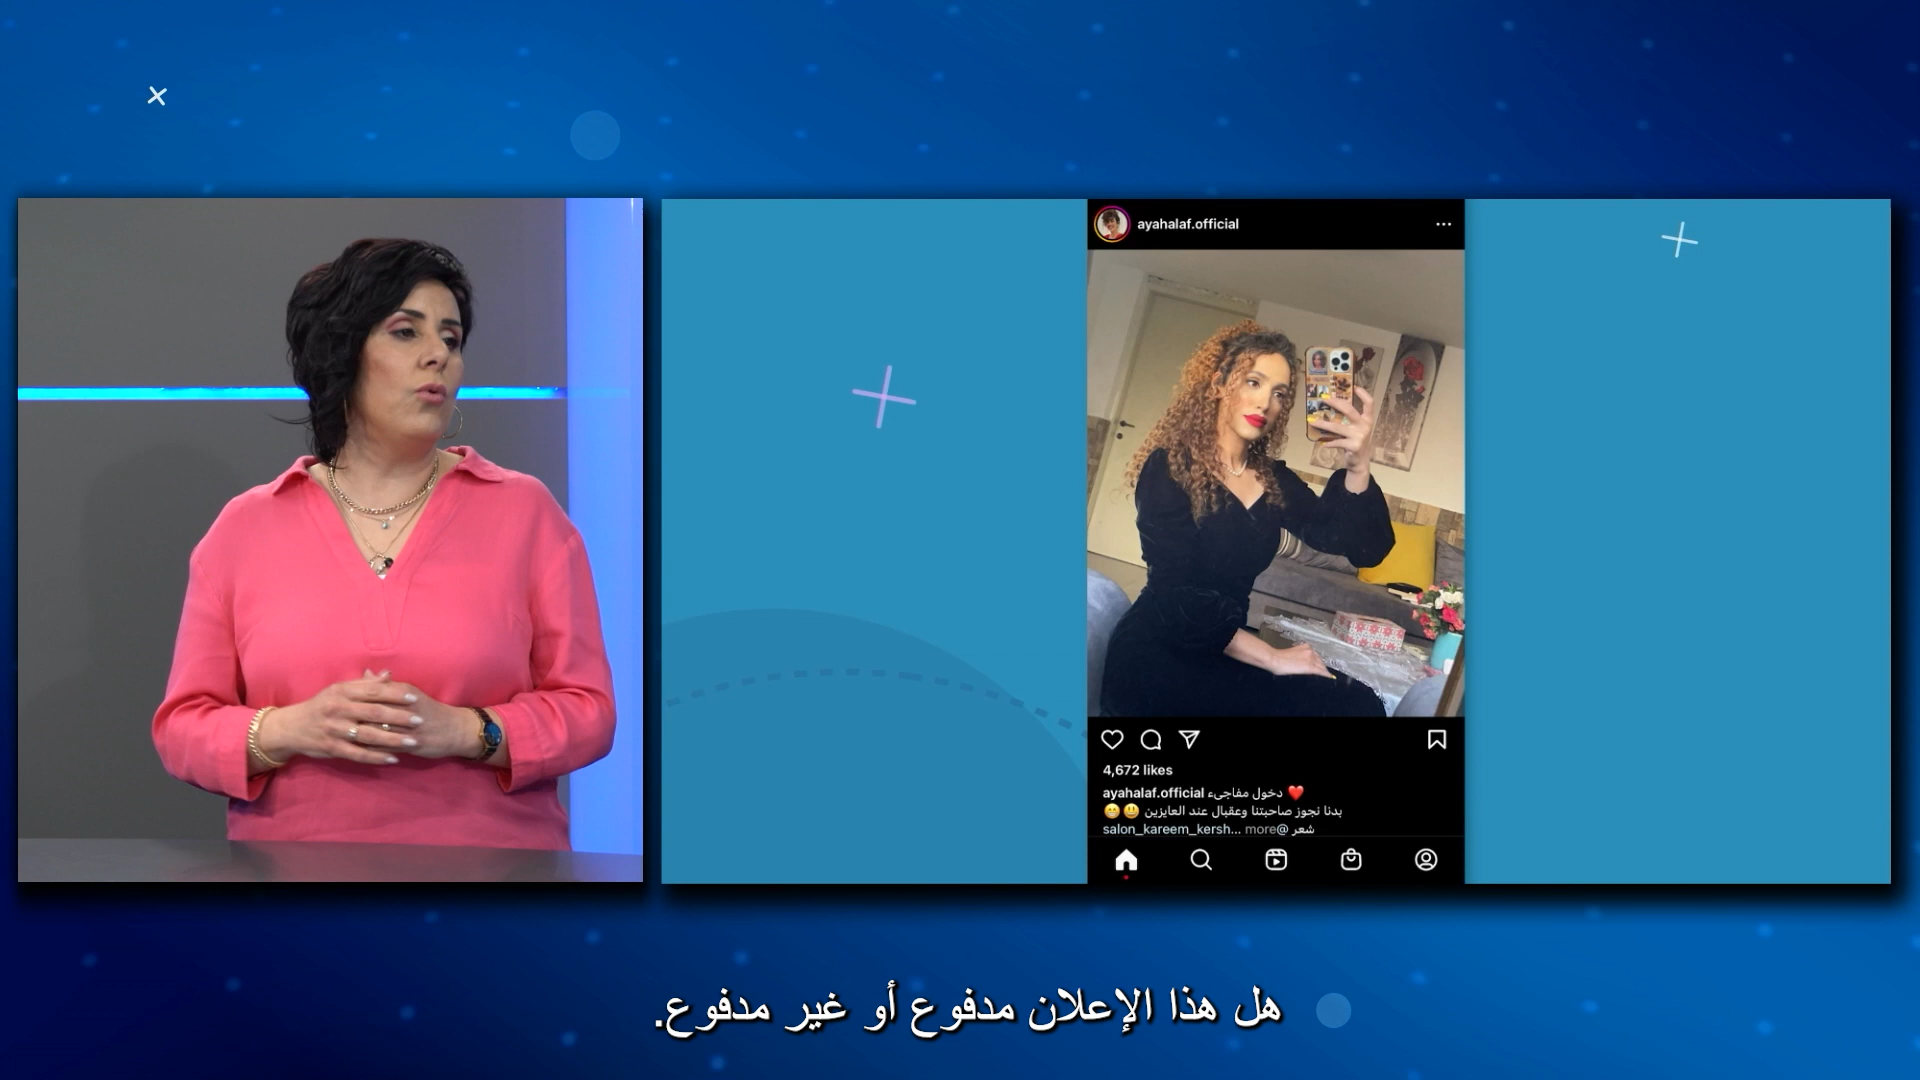 ayahalaf.official
4,672 likes
ayahalaf.official دخول مفاجىء ❤️
بدنا نجوز صاحبتنا وعقبال عند العايزين 😃😁
شعر @salon_kareem_kersh... more
هل هذا الإعلان مدفوع أو غير مدفوع.